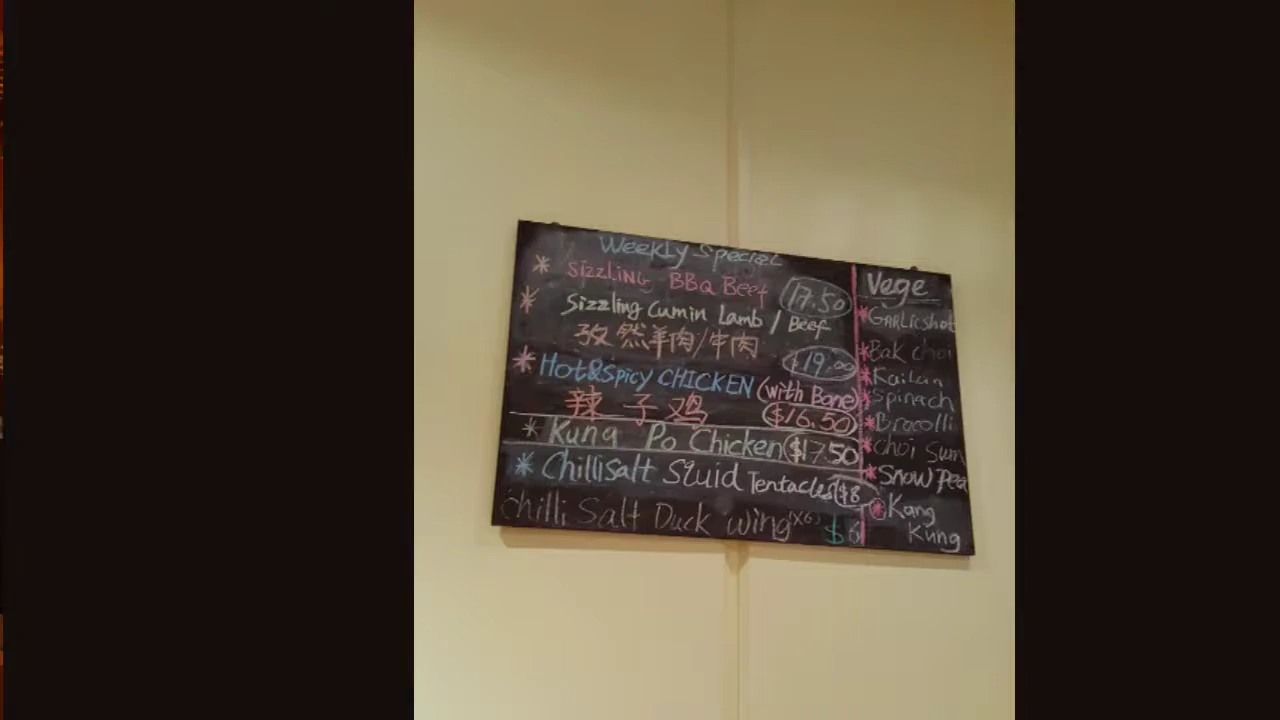 Weekly Special
* SizzLiNG BBQ Beef 17.50
* Sizzling Cumin Lamb / Beef
孜然羊肉/牛肉 $19.00
* Hot&Spicy CHICKEN (with Bone)
辣子鸡 $16.50
* Kung Po Chicken $17.50
* ChilliSalt Squid Tentacles $8
Chilli Salt Duck wing (x6) $6
Vege
* GARLicshot
* Bak choi
* Kailan
* Spinach
* Brocolli
* Choi Sum
* Snow Pea
* Kang
Kung